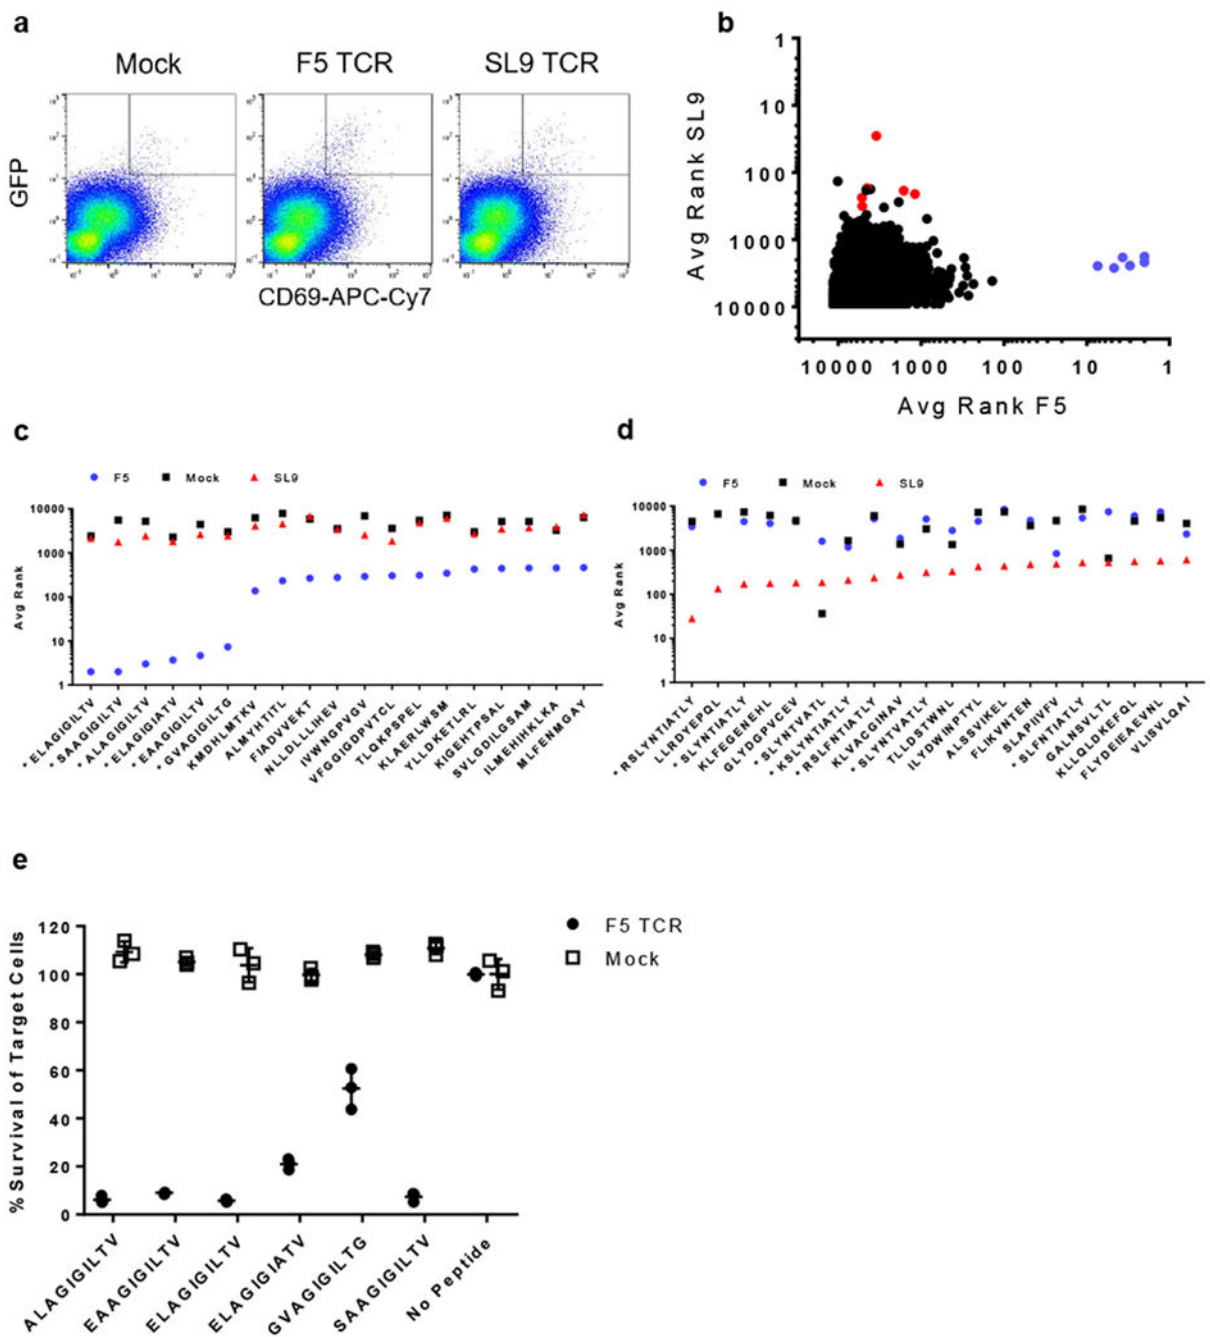 a
Mock
F5 TCR
SL9 TCR
GFP
CD69-APC-Cy7
b
Avg Rank SL9
1
10
100
1000
10000
10000 1000 100 10 1
Avg Rank F5
c
F5 Mock SL9
Avg Rank
10000
1000
100
10
1
*ELAGIGILTV
*SAAGIGILTV
*ALAGIGILTV
*ELAGIGIATV
*EAAGIGILTV
*GVAGIGILTG
KMDHLMTKV
ALMYHTITL
FIADVVEKT
NLLDLLLIHEV
IVWNGPVGV
VFGGIGDPVTCL
TLQKPSPEL
KLAERLWSM
YLLDKETLRL
KIGEHTPSAL
SVLGDILGSAM
ILMEHIHKLKA
MLFENMGAY
d
F5 Mock SL9
Avg Rank
10000
1000
100
10
1
*RSLYNTIATLY
LLRDYEPQL
*SLYNTIATLY
KLFEGENEHL
GLYDGPVCEV
*SLYNTVATL
*KSLYNTIATLY
*RSLFNTIATLY
KLVACGINAV
*SLYNTVATLY
TLLDSTWNL
ILYDWINPTYL
ALSSVIKEL
FLIKVNTEN
SLAPIIVFV
*SLFNTIATLY
GALNSVLTL
KLLQLDKEFQL
FLYDEIEAEVNL
VLISVLQAI
e
% Survival of Target Cells
120
100
80
60
40
20
0
F5 TCR
Mock
ALAGIGILTV
EAAGIGILTV
ELAGIGILTV
ELAGIGIATV
GVAGIGILTG
SAAGIGILTV
No Peptide